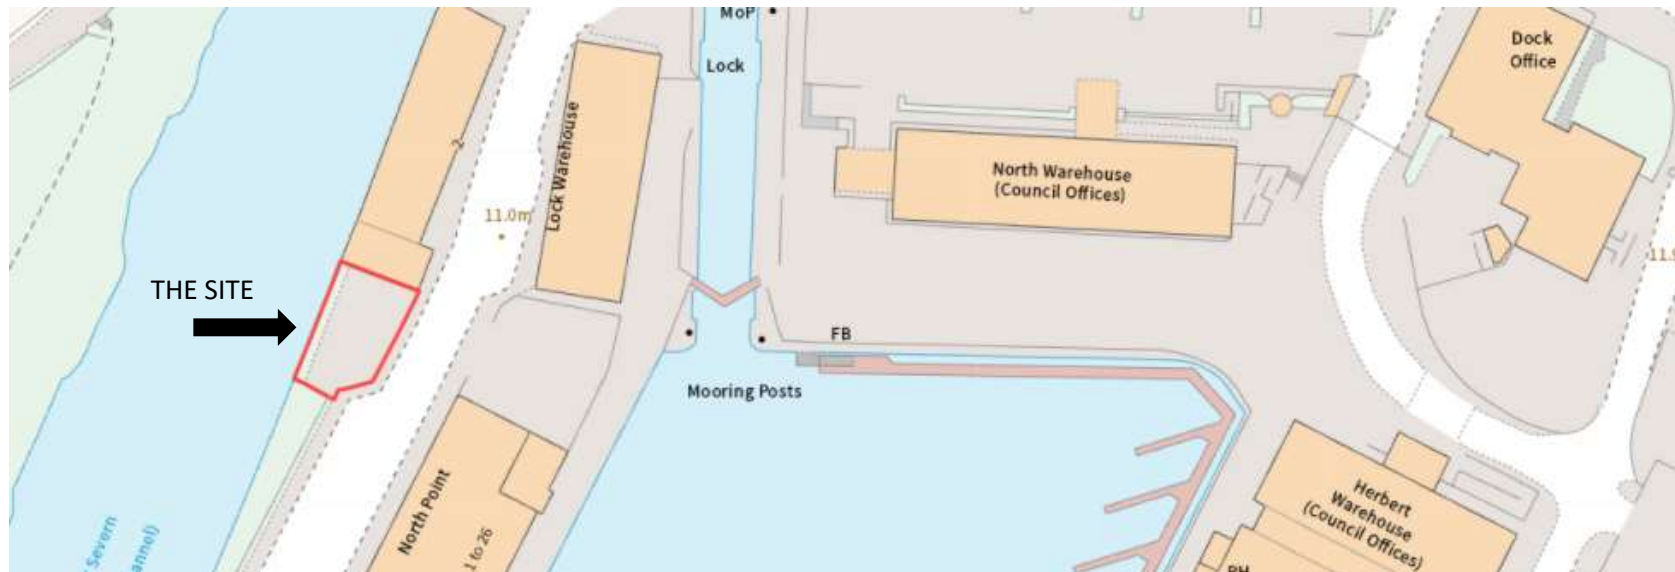 MoP
Lock
Dock
Office
2
Lock Warehouse
North Warehouse
(Council Offices)
11.0m
THE SITE
FB
Mooring Posts
North Point
1 to 26
Herbert
Warehouse
(Council Offices)
Severn
annel)
PH